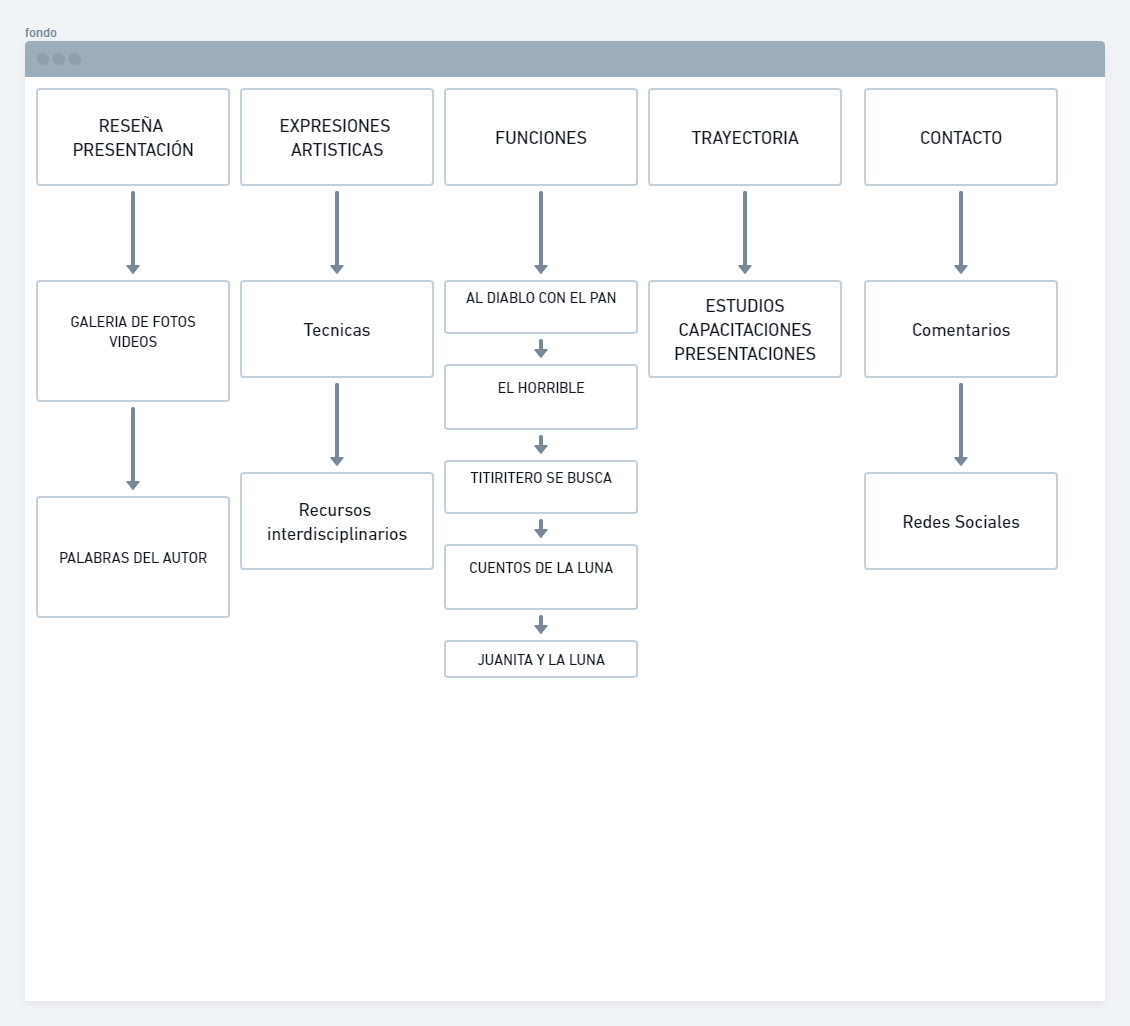 fondo
RESEÑA
PRESENTACIÓN
EXPRESIONES
ARTISTICAS
FUNCIONES
TRAYECTORIA
CONTACTO
GALERIA DE FOTOS
VIDEOS
PALABRAS DEL AUTOR
Tecnicas
Recursos
interdisciplinarios
AL DIABLO CON EL PAN
EL HORRIBLE
TITIRITERO SE BUSCA
CUENTOS DE LA LUNA
JUANITA Y LA LUNA
ESTUDIOS
CAPACITACIONES
PRESENTACIONES
Comentarios
Redes Sociales